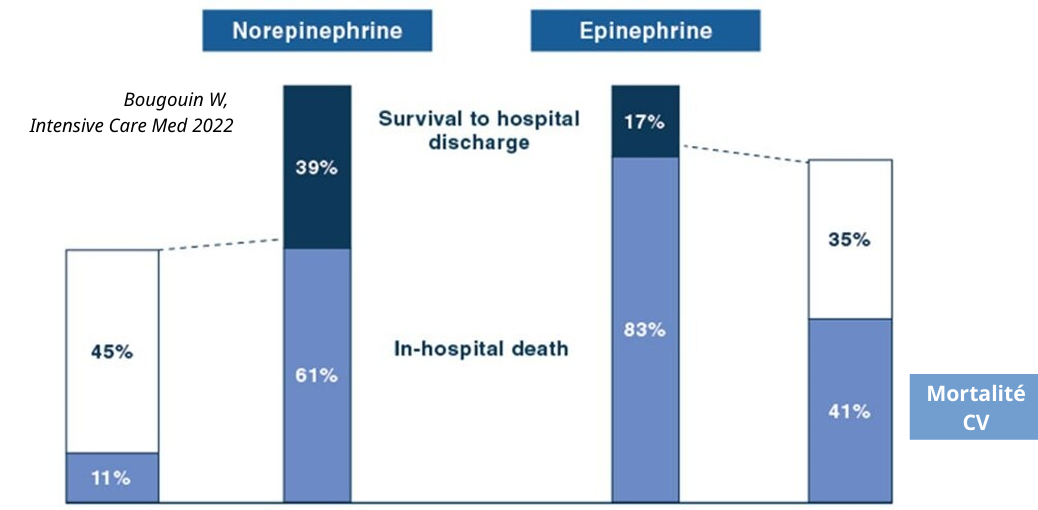 Norepinephrine
Epinephrine
Bougouin W,
Intensive Care Med 2022
Survival to hospital
discharge
17%
39%
35%
83%
45%
In-hospital death
61%
Mortalité
CV
41%
11%